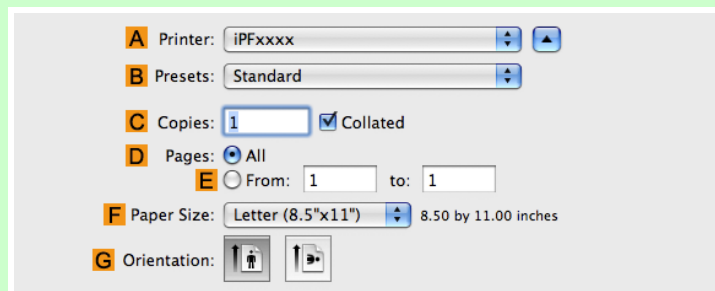 A Printer: iPFxxxx
B Presets: Standard
C Copies: 1 Collated
D Pages: All
E From: 1 to: 1
F Paper Size: Letter (8.5"x11") 8.50 by 11.00 inches
G Orientation: